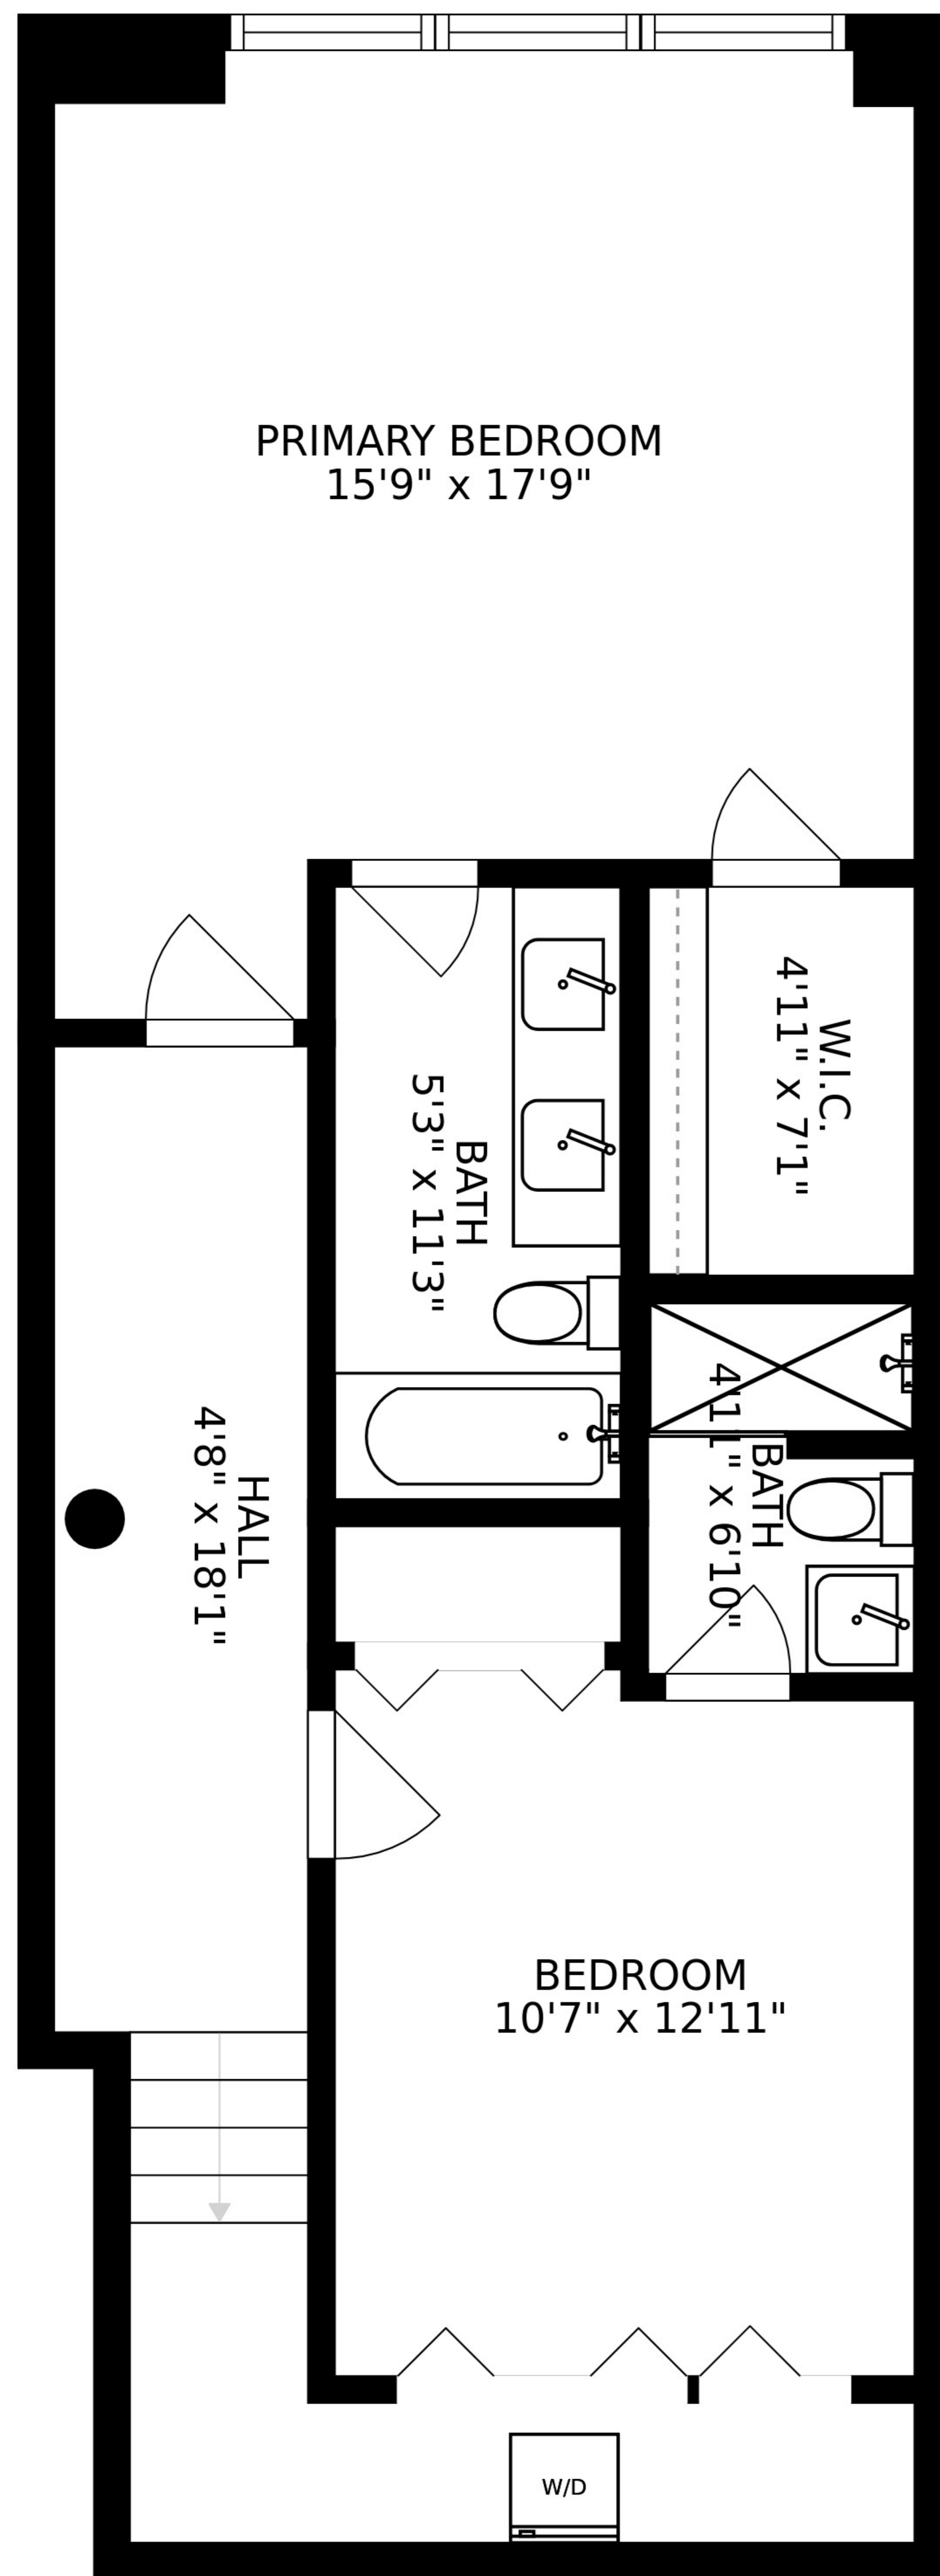 PRIMARY BEDROOM
15'9" x 17'9"
W.I.C.
4'11" x 7'1"
BATH
5'3" x 11'3"
BATH
4'11" x 6'10"
HALL
4'8" x 18'1"
BEDROOM
10'7" x 12'11"
W/D